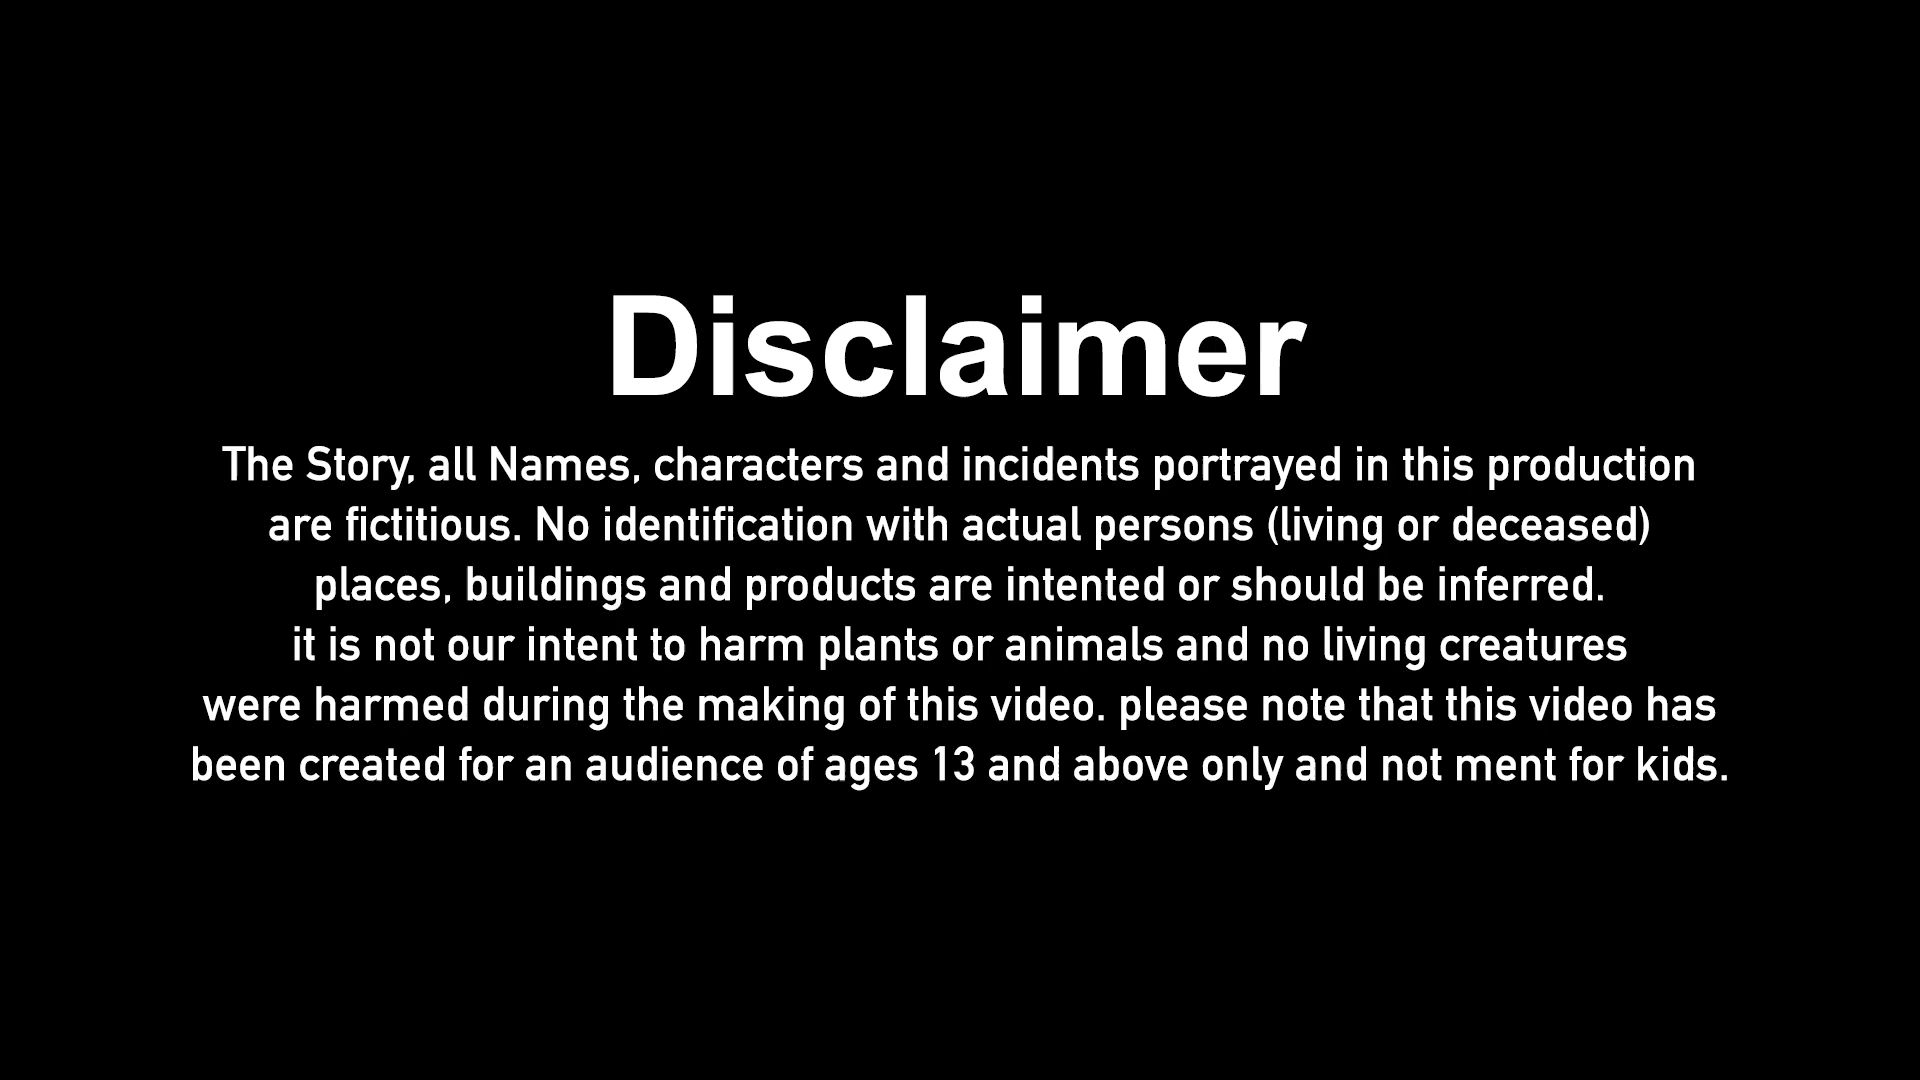 Disclaimer
The Story, all Names, characters and incidents portrayed in this production
are fictitious. No identification with actual persons (living or deceased)
places, buildings and products are intented or should be inferred.
it is not our intent to harm plants or animals and no living creatures
were harmed during the making of this video. please note that this video has
been created for an audience of ages 13 and above only and not ment for kids.